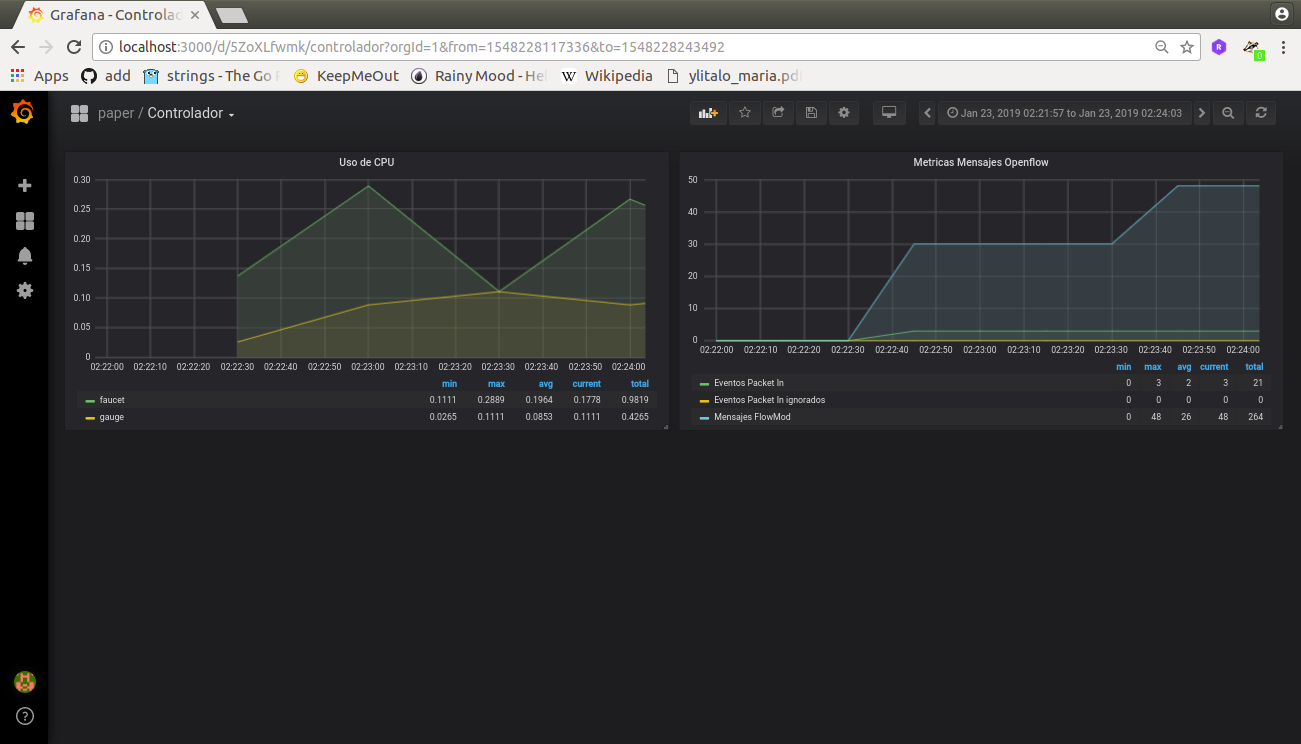 Grafana - Controlad
localhost:3000/d/5ZoXLfwmk/controlador?orgId=1&from=1548228117336&to=1548228243492
R
0
Apps add strings - The Go P KeepMeOut Rainy Mood - Hel W Wikipedia ylitalo_maria.pdf
paper / Controlador
Jan 23, 2019 02:21:57 to Jan 23, 2019 02:24:03
Uso de CPU
0.30
0.25
0.20
0.15
0.10
0.05
0
02:22:00 02:22:10 02:22:20 02:22:30 02:22:40 02:22:50 02:23:00 02:23:10 02:23:20 02:23:30 02:23:40 02:23:50 02:24:00
min max avg current total
faucet 0.1111 0.2889 0.1964 0.1778 0.9819
gauge 0.0265 0.1111 0.0853 0.1111 0.4265
Metricas Mensajes Openflow
50
40
30
20
10
0
02:22:00 02:22:10 02:22:20 02:22:30 02:22:40 02:22:50 02:23:00 02:23:10 02:23:20 02:23:30 02:23:40 02:23:50 02:24:00
min max avg current total
Eventos Packet In 0 3 2 3 21
Eventos Packet In ignorados 0 0 0 0 0
Mensajes FlowMod 0 48 26 48 264
?